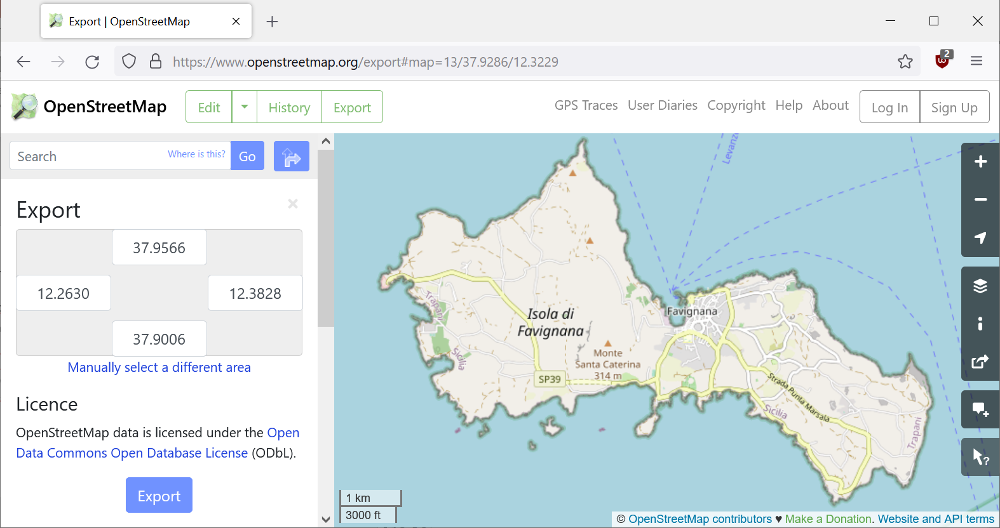 Export | OpenStreetMap
https://www.openstreetmap.org/export#map=13/37.9286/12.3229
2
OpenStreetMap
Edit
History
Export
GPS Traces
User Diaries
Copyright
Help
About
Log In
Sign Up
Search
Where is this?
Go
Export
37.9566
12.2630
12.3828
37.9006
Manually select a different area
Licence
OpenStreetMap data is licensed under the Open
Data Commons Open Database License (ODbL).
Export
Levanzo
Trapani
Sicilia
Isola di
Favignana
Favignana
Monte
Santa Caterina
314 m
SP39
Strada Punta Marsala
Sicilia
Trapani
1 km
3000 ft
© OpenStreetMap contributors ♥ Make a Donation. Website and API terms